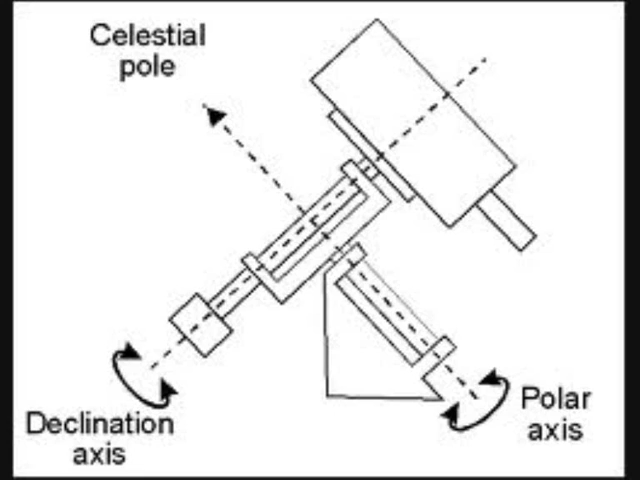 Celestial
pole
Declination
axis
Polar
axis